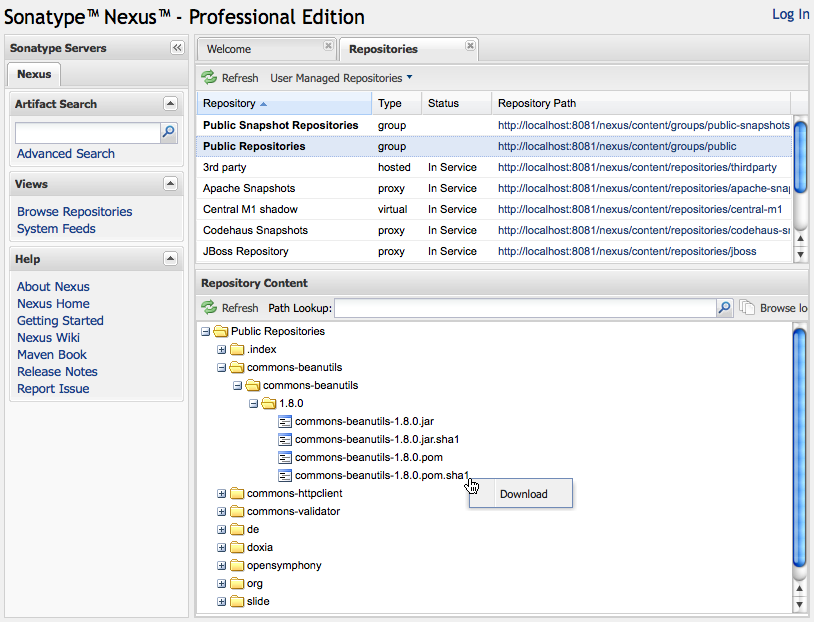 Sonatype™ Nexus™ - Professional Edition
Log In
Sonatype Servers
Nexus
Artifact Search
Advanced Search
Views
Browse Repositories
System Feeds
Help
About Nexus
Nexus Home
Getting Started
Nexus Wiki
Maven Book
Release Notes
Report Issue
Welcome
Repositories
Refresh
User Managed Repositories
Repository Type Status Repository Path
Public Snapshot Repositories group http://localhost:8081/nexus/content/groups/public-snapshots
Public Repositories group http://localhost:8081/nexus/content/groups/public
3rd party hosted In Service http://localhost:8081/nexus/content/repositories/thirdparty
Apache Snapshots proxy In Service http://localhost:8081/nexus/content/repositories/apache-snap
Central M1 shadow virtual In Service http://localhost:8081/nexus/content/repositories/central-m1
Codehaus Snapshots proxy In Service http://localhost:8081/nexus/content/repositories/codehaus-sn
JBoss Repository proxy In Service http://localhost:8081/nexus/content/repositories/jboss
Repository Content
Refresh Path Lookup: Browse lo
Public Repositories
.index
commons-beanutils
commons-beanutils
1.8.0
commons-beanutils-1.8.0.jar
commons-beanutils-1.8.0.jar.sha1
commons-beanutils-1.8.0.pom
commons-beanutils-1.8.0.pom.sha1
Download
commons-httpclient
commons-validator
de
doxia
opensymphony
org
slide